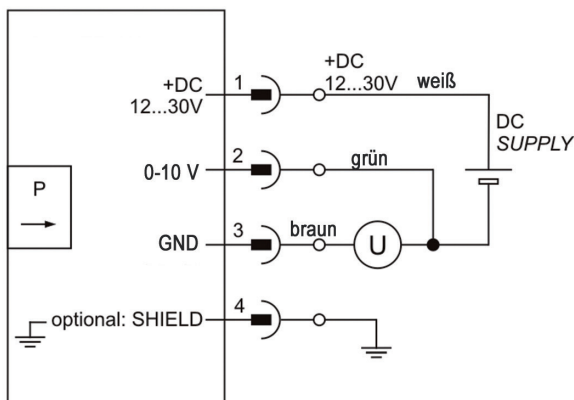 +DC
12...30V
1
+DC
12...30V
weiß
DC
SUPPLY
P
0-10 V
2
grün
GND
3
braun
U
optional: SHIELD
4